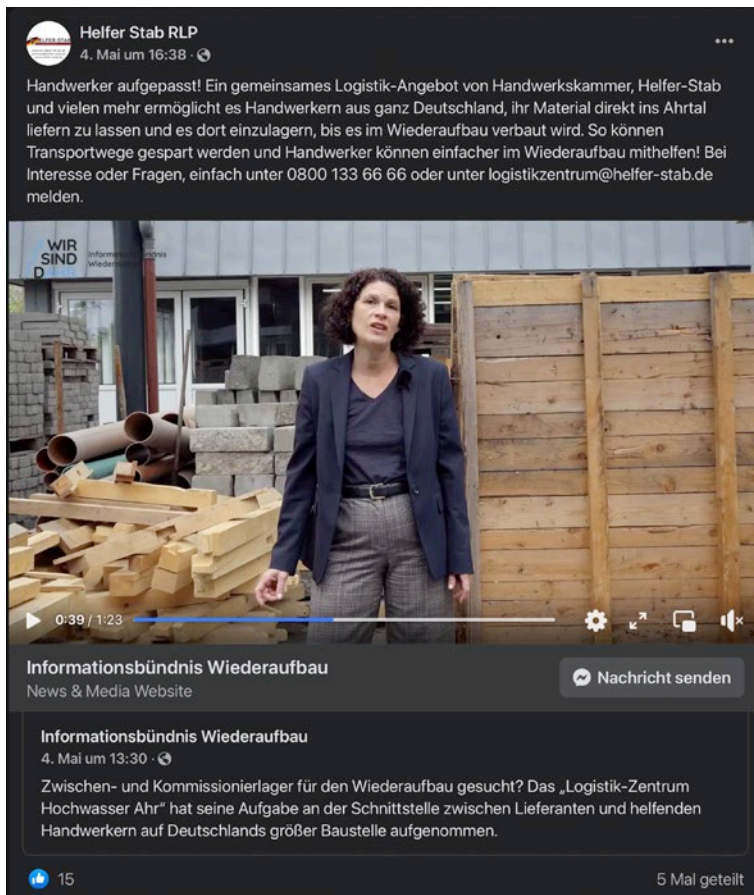 Helfer Stab RLP
4. Mai um 16:38 ·
Handwerker aufgepasst! Ein gemeinsames Logistik-Angebot von Handwerkskammer, Helfer-Stab
und vielen mehr ermöglicht es Handwerkern aus ganz Deutschland, ihr Material direkt ins Ahrtal
liefern zu lassen und es dort einzulagern, bis es im Wiederaufbau verbaut wird. So können
Transportwege gespart werden und Handwerker können einfacher im Wiederaufbau mithelfen! Bei
Interesse oder Fragen, einfach unter 0800 133 66 66 oder unter logistikzentrum@helfer-stab.de
melden.
WIR
SIND
DAHR
Informationsbündnis
Wiederaufbau
0:39 / 1:23
Informationsbündnis Wiederaufbau
News & Media Website
Nachricht senden
Informationsbündnis Wiederaufbau
4. Mai um 13:30 ·
Zwischen- und Kommissionierlager für den Wiederaufbau gesucht? Das „Logistik-Zentrum
Hochwasser Ahr“ hat seine Aufgabe an der Schnittstelle zwischen Lieferanten und helfenden
Handwerkern auf Deutschlands größer Baustelle aufgenommen.
15
5 Mal geteilt